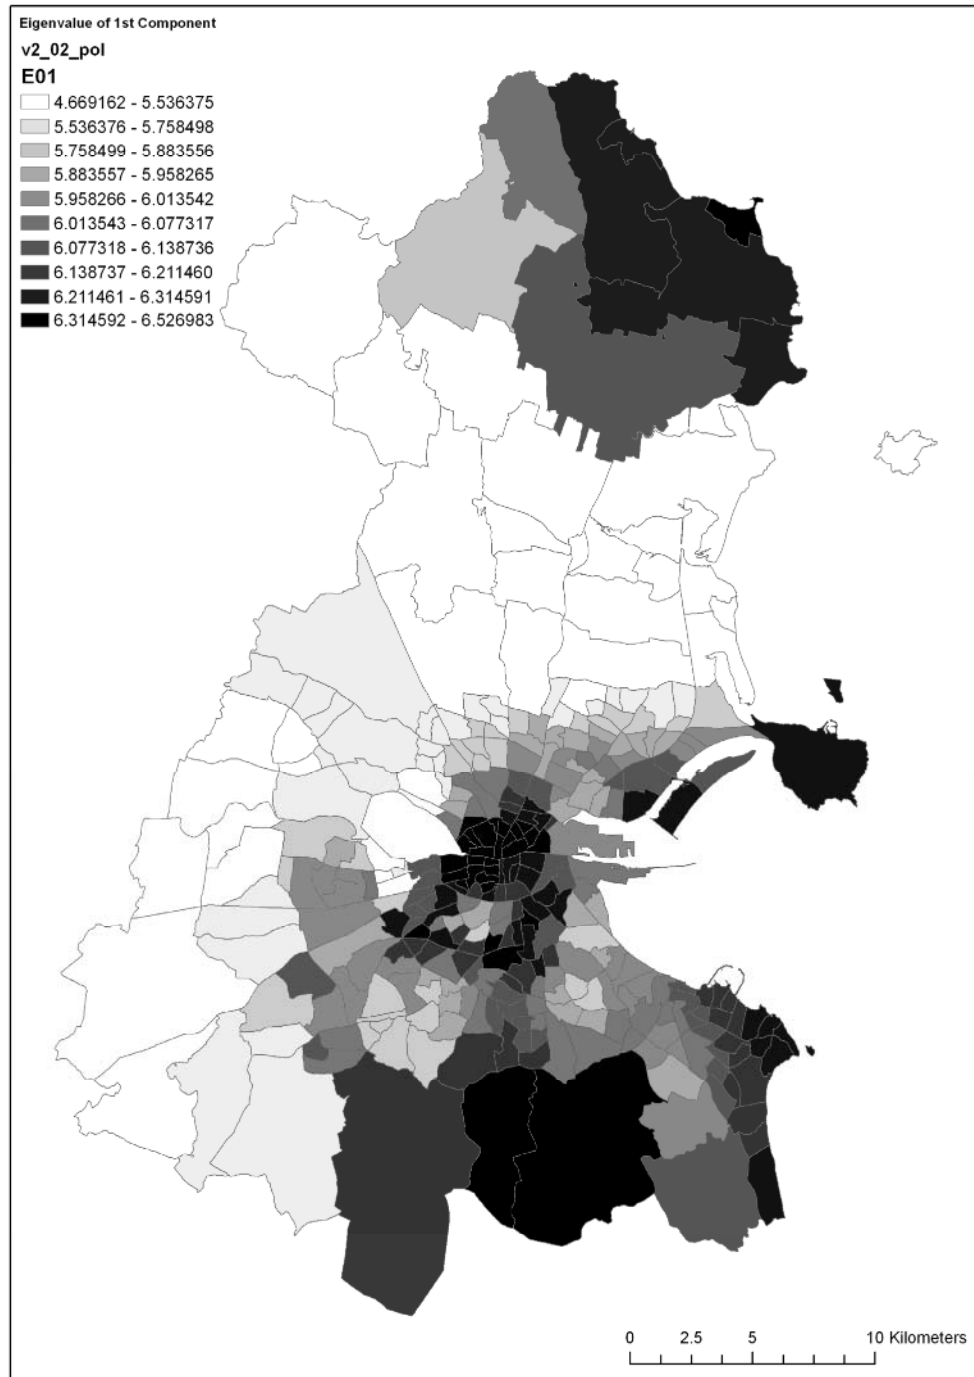 Eigenvalue of 1st Component
v2_02_pol
E01
4.669162 - 5.536375
5.536376 - 5.758498
5.758499 - 5.883556
5.883557 - 5.958265
5.958266 - 6.013542
6.013543 - 6.077317
6.077318 - 6.138736
6.138737 - 6.211460
6.211461 - 6.314591
6.314592 - 6.526983
0 2.5 5 10 Kilometers